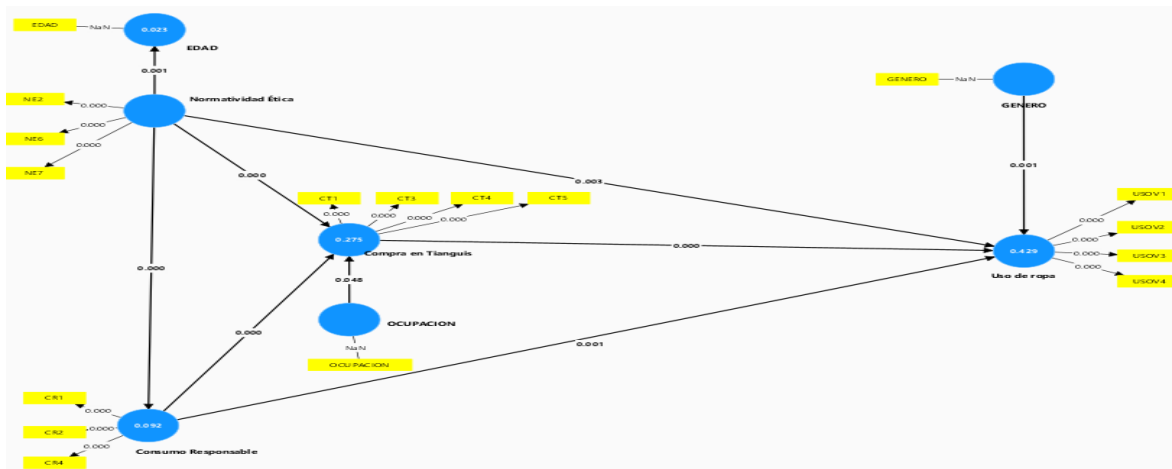 EDAD
NaN
0.023
EDAD
0.001
NE2
0.000
Normatividad Ética
NE6
0.000
0.000
NE7
GENERO
NaN
GENERO
0.001
0.000
0.003
CT1
CT3
CT4
CT5
0.000
0.000
0.000
0.000
0.275
Compra en Tianguis
0.000
USOV1
0.000
USOV2
0.000
0.429
0.000
USOV3
0.000
USOV4
Uso de ropa
0.000
0.048
OCUPACION
0.000
NaN
0.001
OCUPACION
CR1
0.000
0.092
CR2
0.000
0.000
CR4
Consumo Responsable